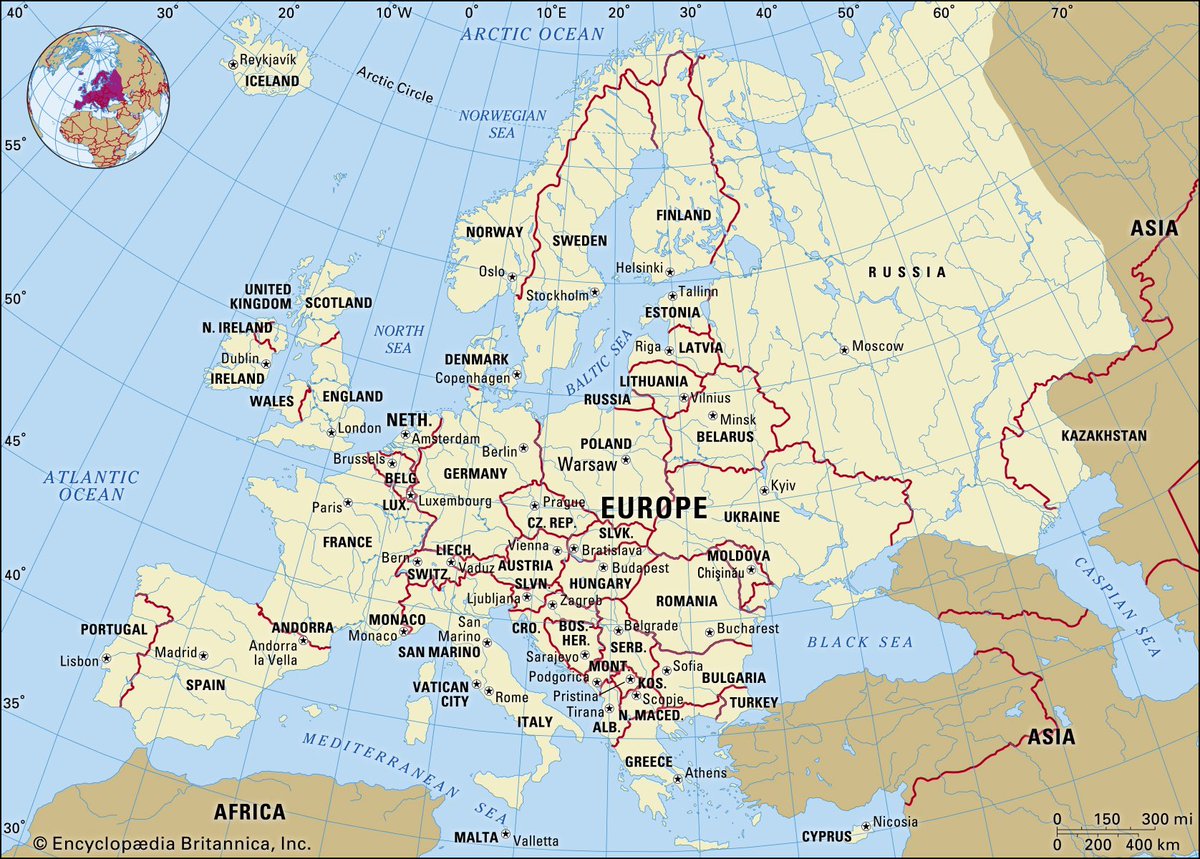 40°
30°
20°
10°W
0°
10°E
20°
30°
40°
50°
60°
70°
ARCTIC OCEAN
Reykjavík
ICELAND
Arctic Circle
NORWEGIAN
SEA
55°
FINLAND
NORWAY
SWEDEN
ASIA
Oslo
Helsinki
RUSSIA
Stockholm
Tallinn
ESTONIA
50°
UNITED
KINGDOM
SCOTLAND
N. IRELAND
NORTH
SEA
Dublin
IRELAND
DENMARK
Copenhagen
BALTIC SEA
Riga
LATVIA
Moscow
LITHUANIA
Vilnius
RUSSIA
WALES
ENGLAND
London
NETH.
Amsterdam
Minsk
BELARUS
KAZAKHSTAN
45°
Berlin
POLAND
Warsaw
Brussels
BELG.
GERMANY
ATLANTIC
OCEAN
Paris
LUX.
Luxembourg
Prague
CZ. REP.
EUROPE
Kyiv
UKRAINE
FRANCE
SLVK.
Vienna
Bratislava
Bern
LIECH.
Vaduz
SWITZ.
AUSTRIA
Budapest
HUNGARY
MOLDOVA
Chişinău
40°
SLVN.
Ljubljana
Zagreb
ROMANIA
CASPIAN SEA
PORTUGAL
Lisbon
Madrid
SPAIN
ANDORRA
Andorra
la Vella
MONACO
Monaco
San
Marino
SAN MARINO
CRO.
BOS.-
HER.
Belgrade
SERB.
Bucharest
BLACK SEA
Sarajevo
MONT.
Podgorica
KOS.
Sofia
BULGARIA
Pristina
Scopje
TURKEY
VATICAN
CITY
Rome
ITALY
Tirana
N. MACED.
ALB.
35°
MEDITERRANEAN SEA
ASIA
GREECE
Athens
AFRICA
30°
MALTA
Valletta
CYPRUS
Nicosia
0 150 300 mi
0 200 400 km
© Encyclopædia Britannica, Inc.